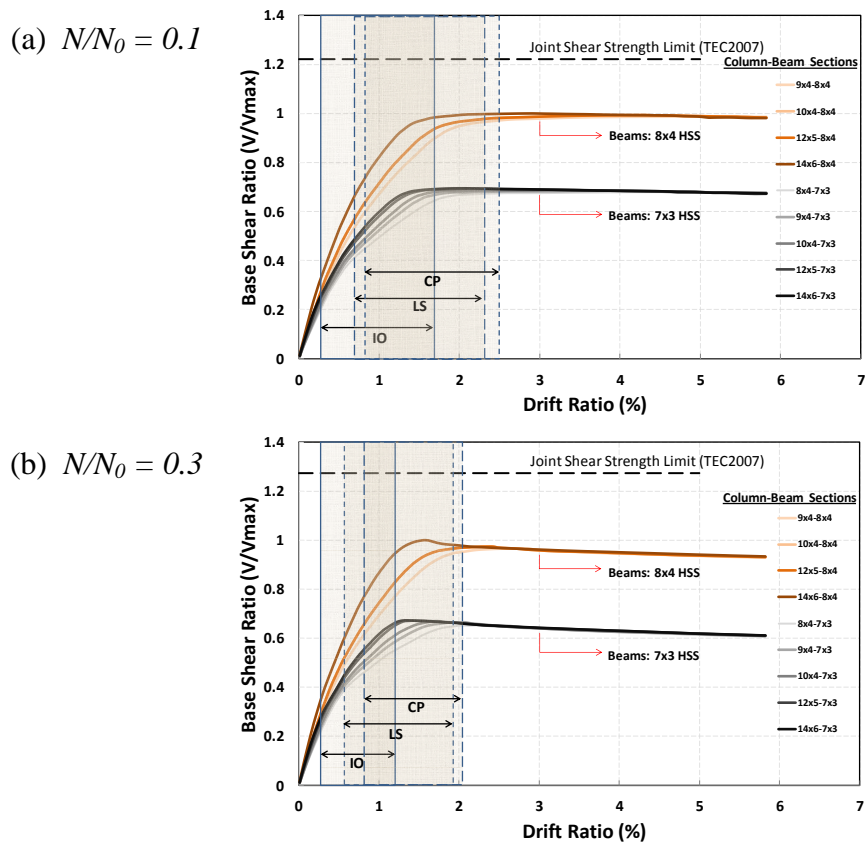 (a) N/N0 = 0.1
Base Shear Ratio (V/Vmax)
1.4
1.2
1
0.8
0.6
0.4
0.2
0
Joint Shear Strength Limit (TEC2007)
Column-Beam Sections
9x4-8x4
10x4-8x4
12x5-8x4
14x6-8x4
8x4-7x3
9x4-7x3
10x4-7x3
12x5-7x3
14x6-7x3
Beams: 8x4 HSS
Beams: 7x3 HSS
CP
LS
IO
0 1 2 3 4 5 6 7
Drift Ratio (%)
(b) N/N0 = 0.3
Base Shear Ratio (V/Vmax)
1.4
1.2
1
0.8
0.6
0.4
0.2
0
Joint Shear Strength Limit (TEC2007)
Column-Beam Sections
9x4-8x4
10x4-8x4
12x5-8x4
14x6-8x4
8x4-7x3
9x4-7x3
10x4-7x3
12x5-7x3
14x6-7x3
Beams: 8x4 HSS
Beams: 7x3 HSS
CP
LS
IO
0 1 2 3 4 5 6 7
Drift Ratio (%)